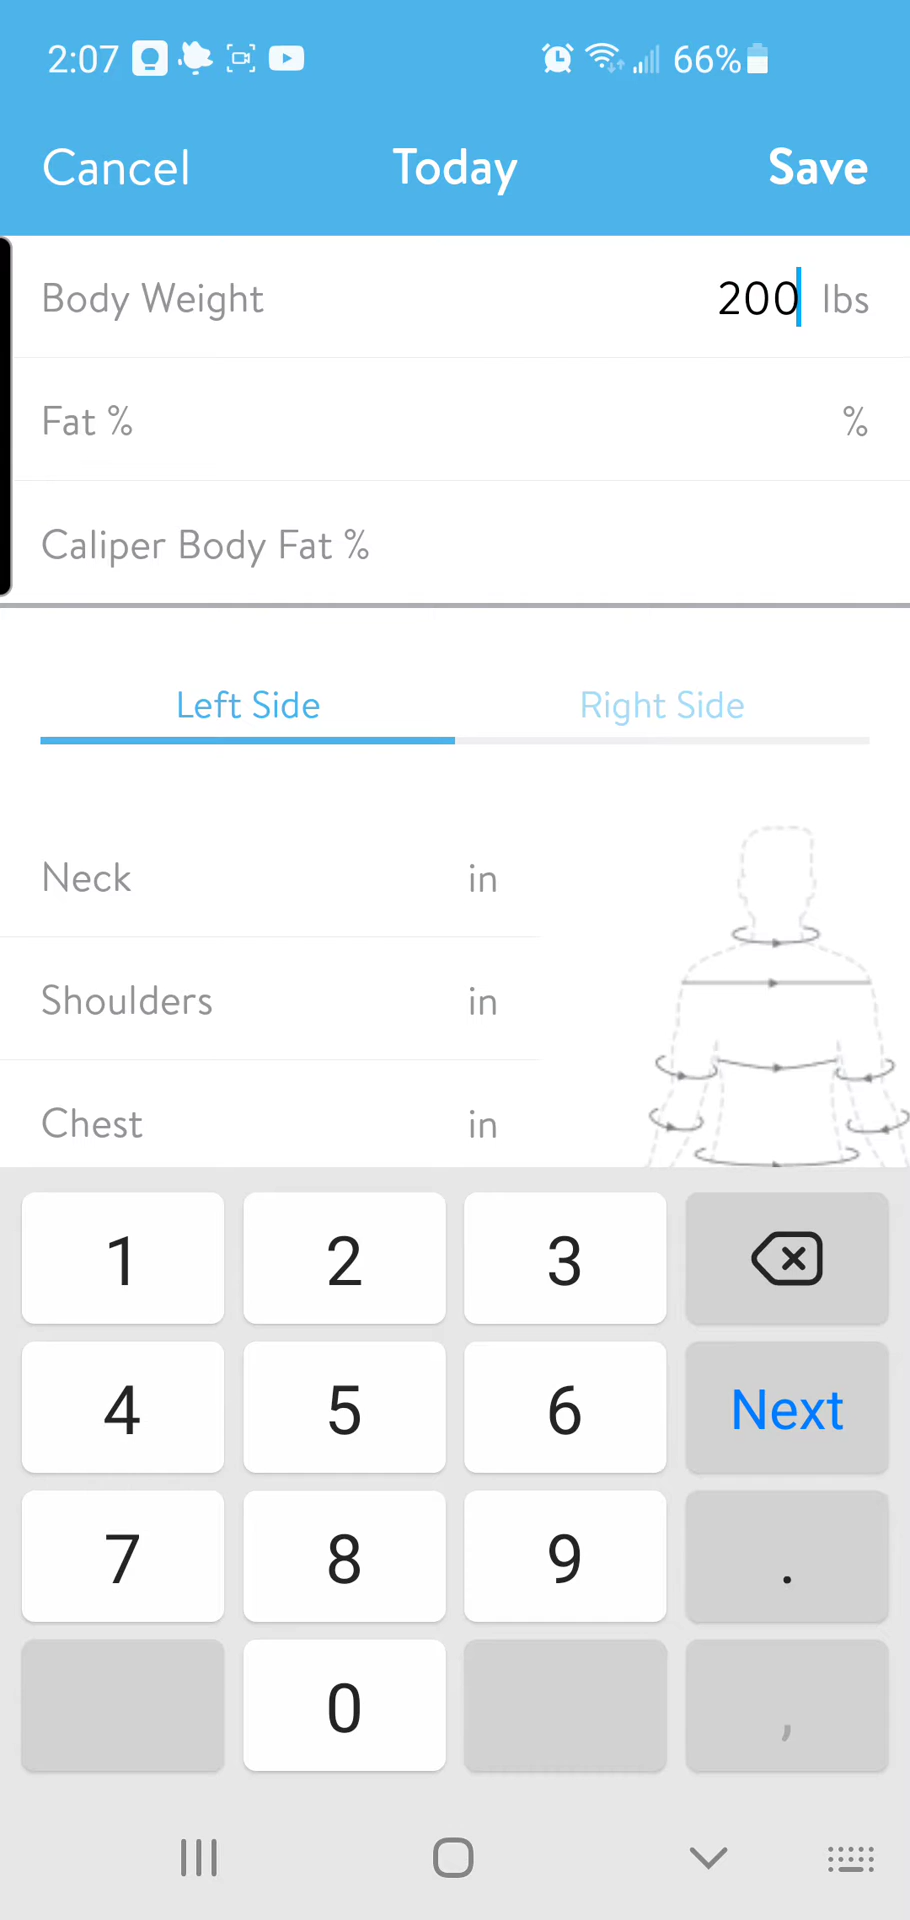 2:07 66%
Cancel Today Save
Body Weight 200 lbs
Fat % %
Caliper Body Fat %
Left Side Right Side
Neck in
Shoulders in
Chest in
1 2 3
4 5 6 Next
7 8 9 .
0 ,